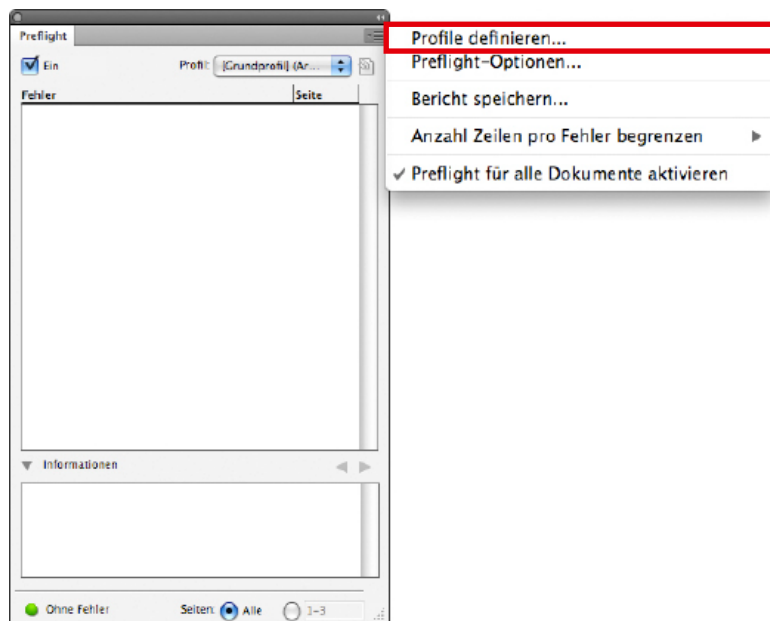 Preflight
Ein Profil: [Grundprofil] (Ar...
Fehler Seite
Informationen
Ohne Fehler Seiten: Alle 1-3
Profile definieren...
Preflight-Optionen...
Bericht speichern...
Anzahl Zeilen pro Fehler begrenzen
Preflight für alle Dokumente aktivieren